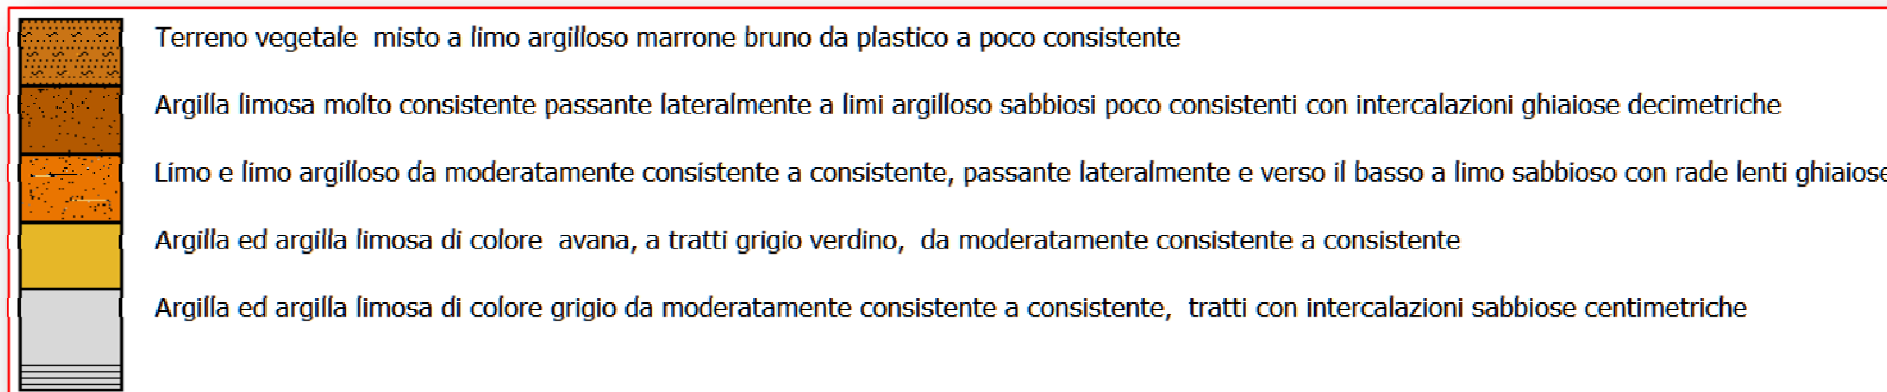 Terreno vegetale misto a limo argilloso marrone bruno da plastico a poco consistente
Argilla limosa molto consistente passante lateralmente a limi argilloso sabbiosi poco consistenti con intercalazioni ghiaiose decimetriche
Limo e limo argilloso da moderatamente consistente a consistente, passante lateralmente e verso il basso a limo sabbioso con rade lenti ghiaiose
Argilla ed argilla limosa di colore avana, a tratti grigio verdino, da moderatamente consistente a consistente
Argilla ed argilla limosa di colore grigio da moderatamente consistente a consistente, tratti con intercalazioni sabbiose centimetriche